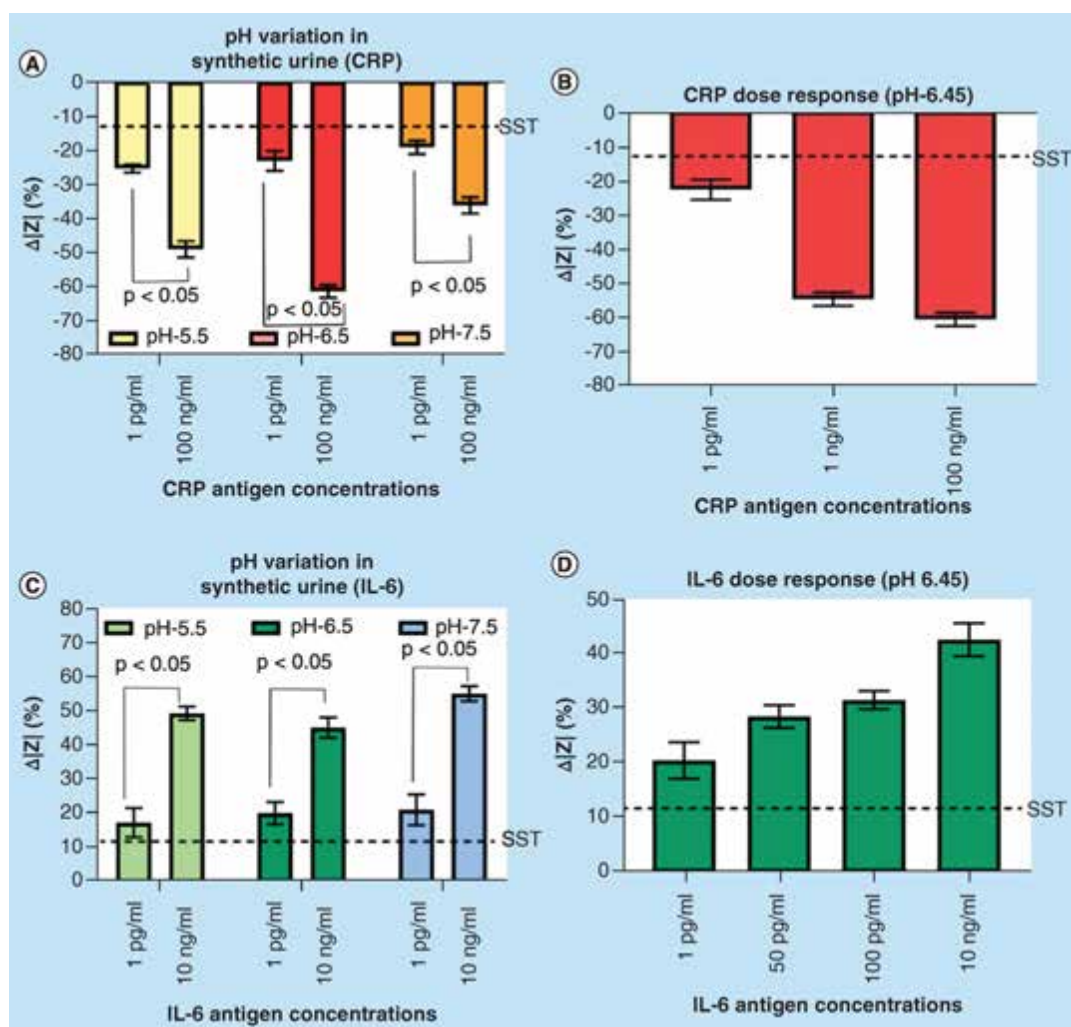 A
pH variation in
synthetic urine (CRP)
0
-10
-20
-30
-40
-50
-60
-70
-80
Δ|Z| (%)
SST
p < 0.05
p < 0.05
p < 0.05
pH-5.5
pH-6.5
pH-7.5
1 pg/ml
100 ng/ml
1 pg/ml
100 ng/ml
1 pg/ml
100 ng/ml
CRP antigen concentrations
B
CRP dose response (pH-6.45)
0
-10
-20
-30
-40
-50
-60
-70
-80
Δ|Z| (%)
SST
1 pg/ml
1 ng/ml
100 ng/ml
CRP antigen concentrations
C
pH variation in
synthetic urine (IL-6)
80
70
60
50
40
30
20
10
0
Δ|Z| (%)
pH-5.5
pH-6.5
pH-7.5
p < 0.05
p < 0.05
p < 0.05
SST
1 pg/ml
10 ng/ml
1 pg/ml
10 ng/ml
1 pg/ml
10 ng/ml
IL-6 antigen concentrations
D
IL-6 dose response (pH 6.45)
50
40
30
20
10
0
Δ|Z| (%)
SST
1 pg/ml
50 pg/ml
100 pg/ml
10 ng/ml
IL-6 antigen concentrations